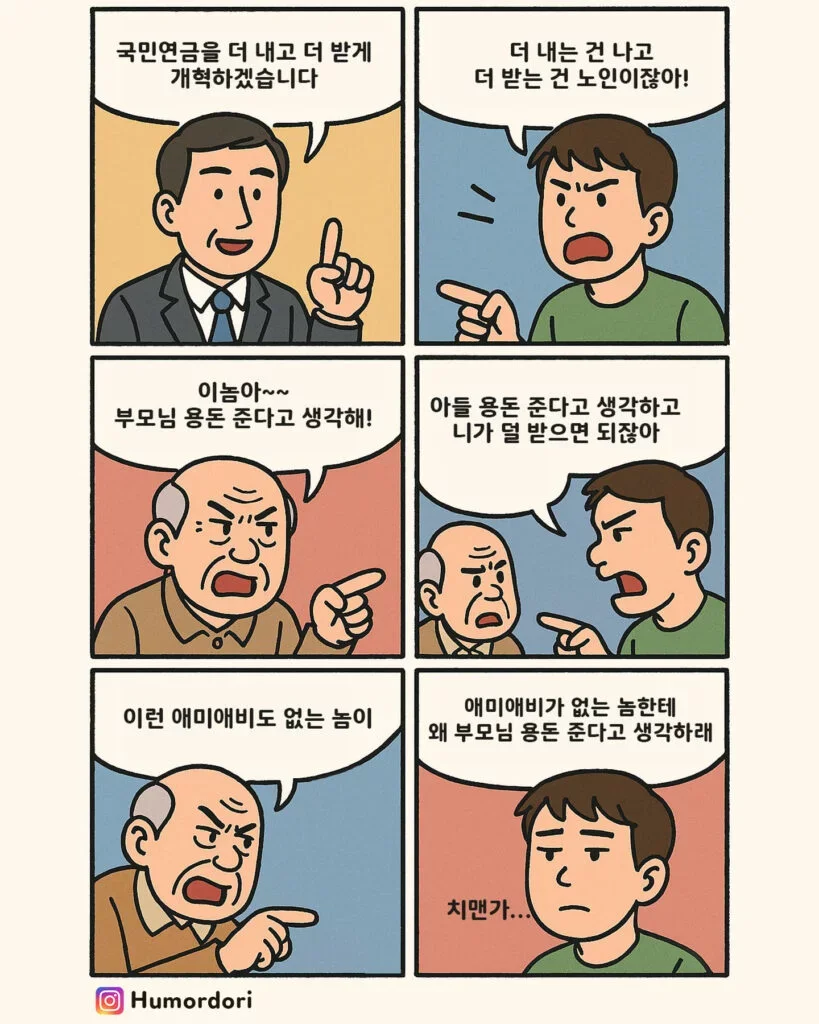 국민연금을 더 내고 더 받게
개혁하겠습니다
더 내는 건 나고
더 받는 건 노인이잖아!
이놈아~~
부모님 용돈 준다고 생각해!
아들 용돈 준다고 생각하고
니가 덜 받으면 되잖아
이런 애미애비도 없는 놈이
애미애비가 없는 놈한테
왜 부모님 용돈 준다고 생각하래
치맨가...
Humordori